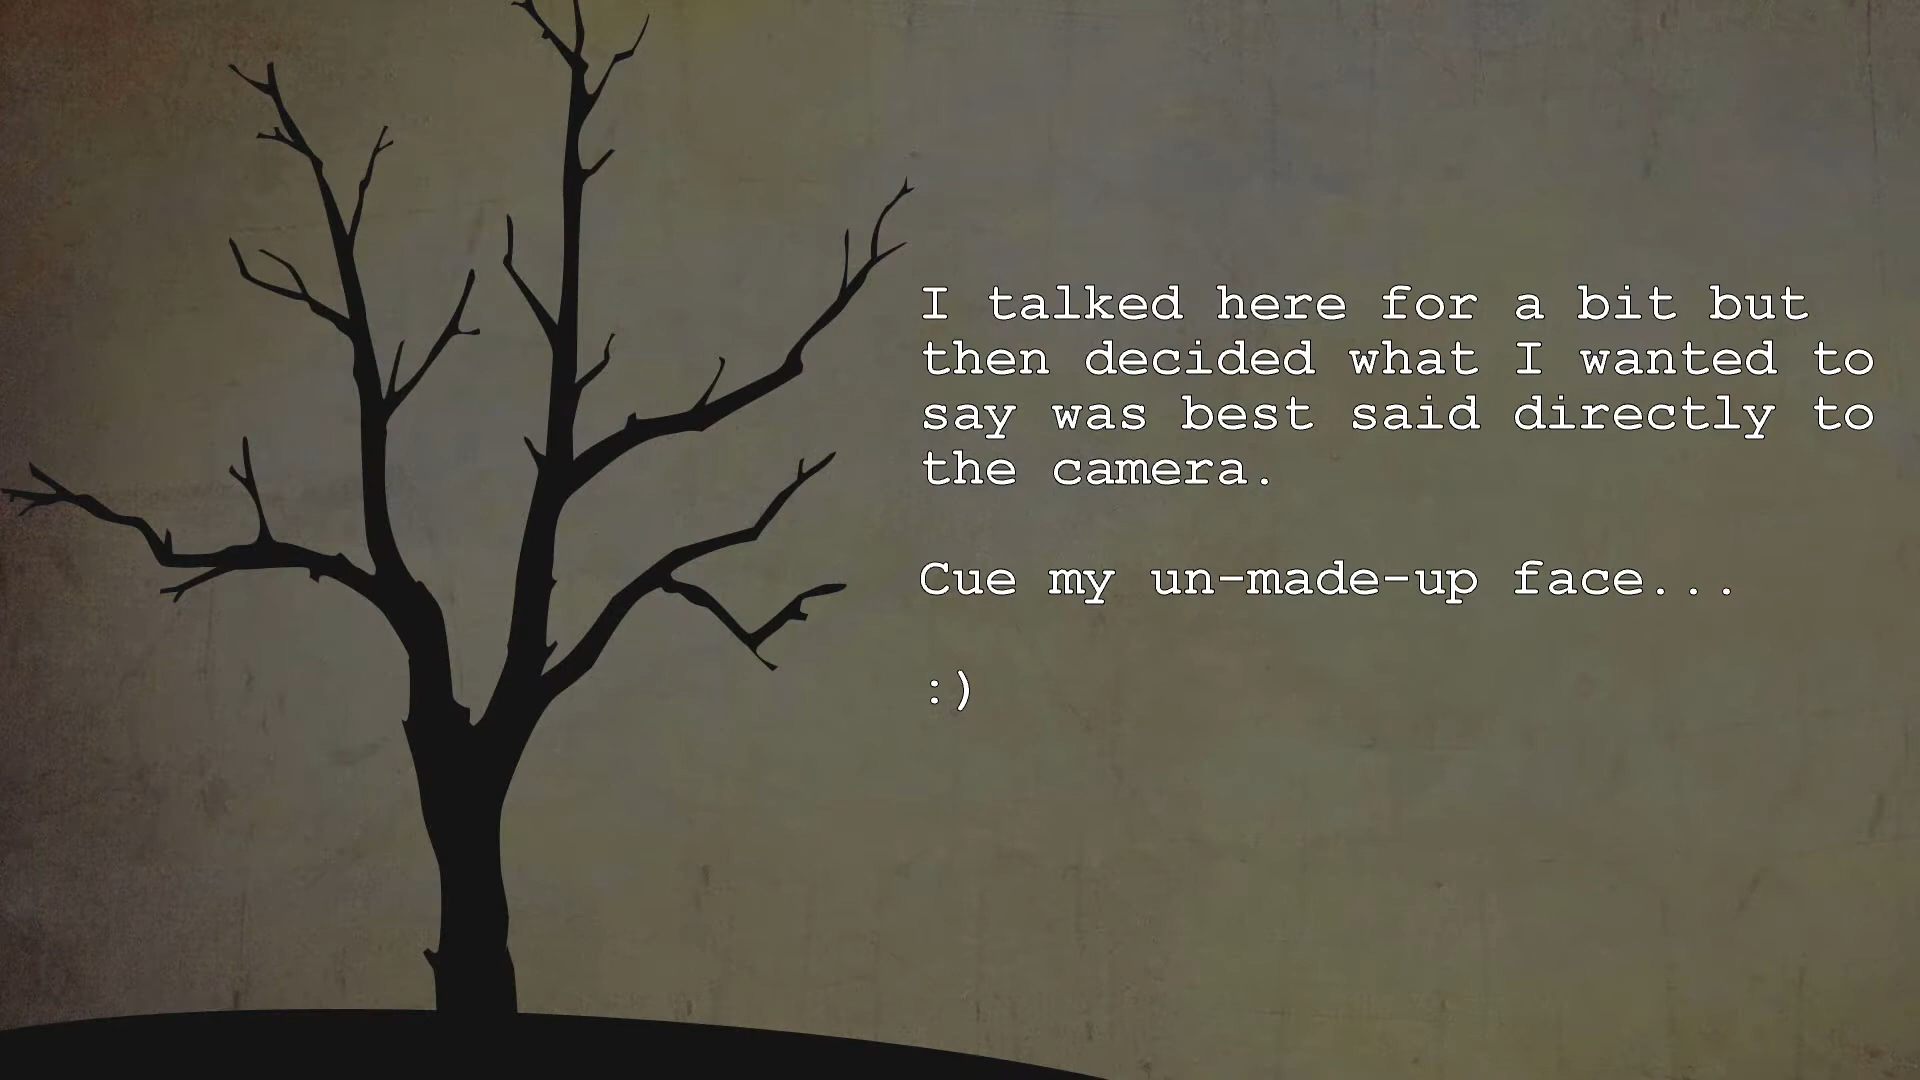 I talked here for a bit but
then decided what I wanted to
say was best said directly to
the camera.
Cue my un-made-up face...
:)